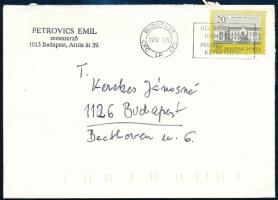 PETROVICS EMIL
zeneszerző
1013 Budapest, Attila út 39.
BUDAPEST
20Ft
MAGYAR POSTA
T.
Kerekes Jánosné
1126 Budapest
Beethoven u. 6.